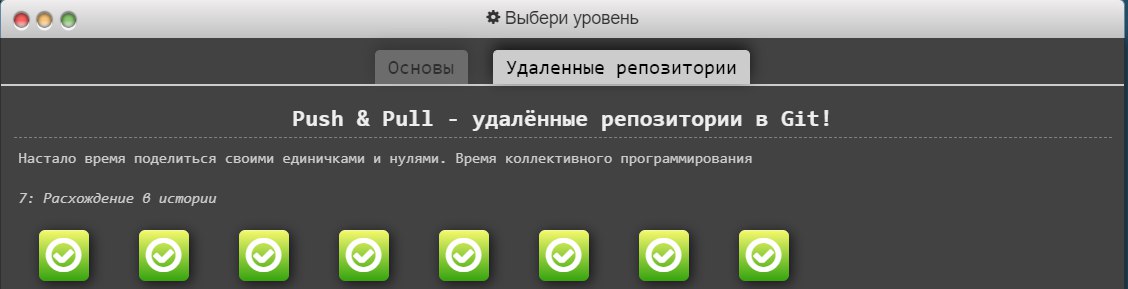 Выбери уровень
Основы
Удаленные репозитории
Push & Pull - удалённые репозитории в Git!
Настало время поделиться своими единичками и нулями. Время коллективного программирования
7: Расхождение в истории